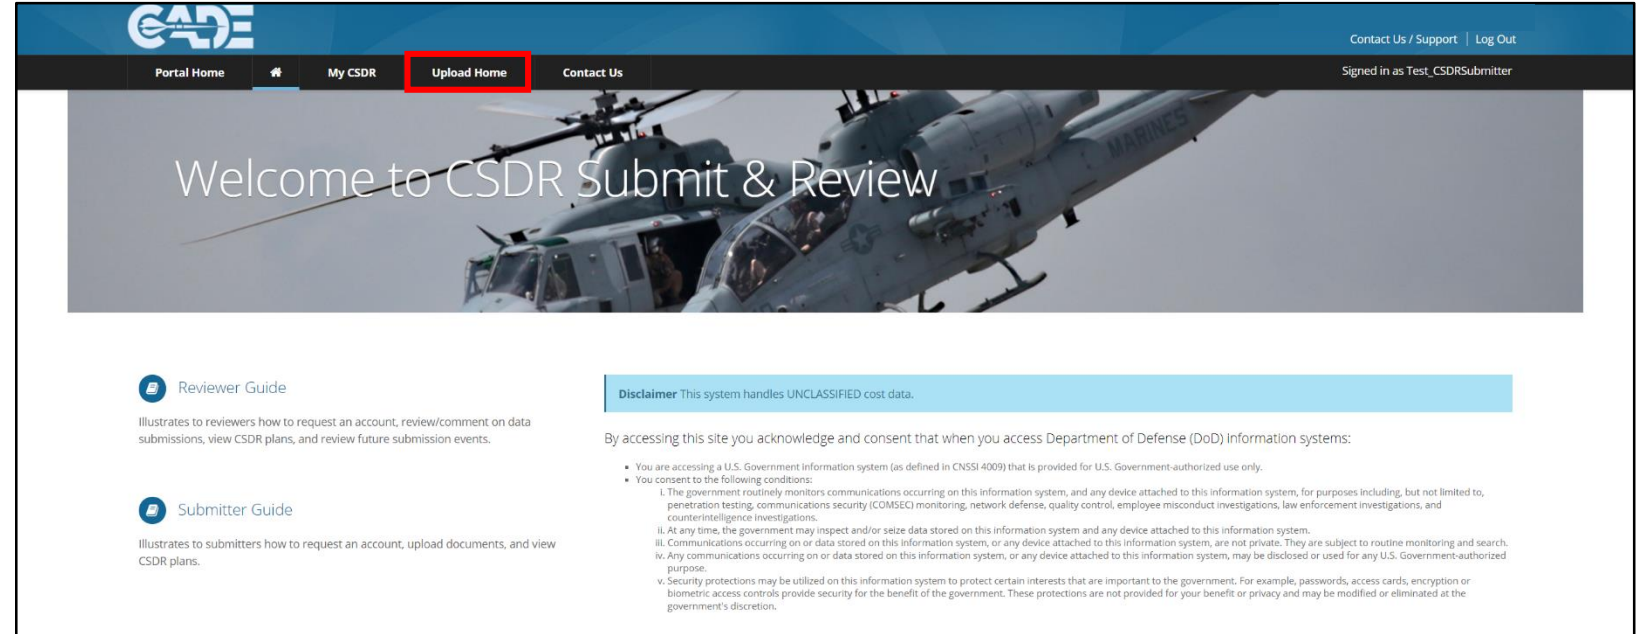 CADE
Contact Us / Support | Log Out
Portal Home My CSDR Upload Home Contact Us Signed in as Test_CSDRSubmitter
MARINES
Welcome to CSDR Submit & Review
Reviewer Guide
Illustrates to reviewers how to request an account, review/comment on data
submissions, view CSDR plans, and review future submission events.
Submitter Guide
Illustrates to submitters how to request an account, upload documents, and view
CSDR plans.
Disclaimer This system handles UNCLASSIFIED cost data.
By accessing this site you acknowledge and consent that when you access Department of Defense (DoD) information systems:
▪ You are accessing a U.S. Government information system (as defined in CNSSI 4009) that is provided for U.S. Government-authorized use only.
▪ You consent to the following conditions:
i. The government routinely monitors communications occurring on this information system, and any device attached to this information system, for purposes including, but not limited to,
penetration testing, communications security (COMSEC) monitoring, network defense, quality control, employee misconduct investigations, law enforcement investigations, and
counterintelligence investigations.
ii. At any time, the government may inspect and/or seize data stored on this information system and any device attached to this information system.
iii. Communications occurring on or data stored on this information system, or any device attached to this information system, are not private. They are subject to routine monitoring and search.
iv. Any communications occurring on or data stored on this information system, or any device attached to this information system, may be disclosed or used for any U.S. Government-authorized
purpose.
v. Security protections may be utilized on this information system to protect certain interests that are important to the government. For example, passwords, access cards, encryption or
biometric access controls provide security for the benefit of the government. These protections are not provided for your benefit or privacy and may be modified or eliminated at the
government's discretion.